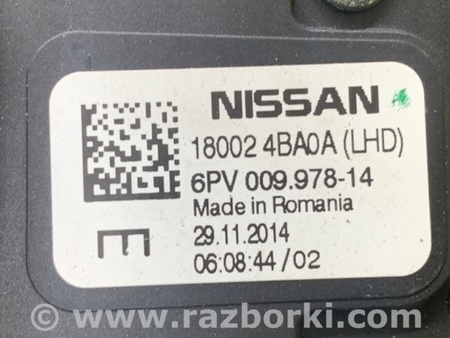 NISSAN
18002 4BA0A (LHD)
6PV 009.978-14
Made in Romania
29.11.2014
E
06:08:44/02
© www.razborki.com